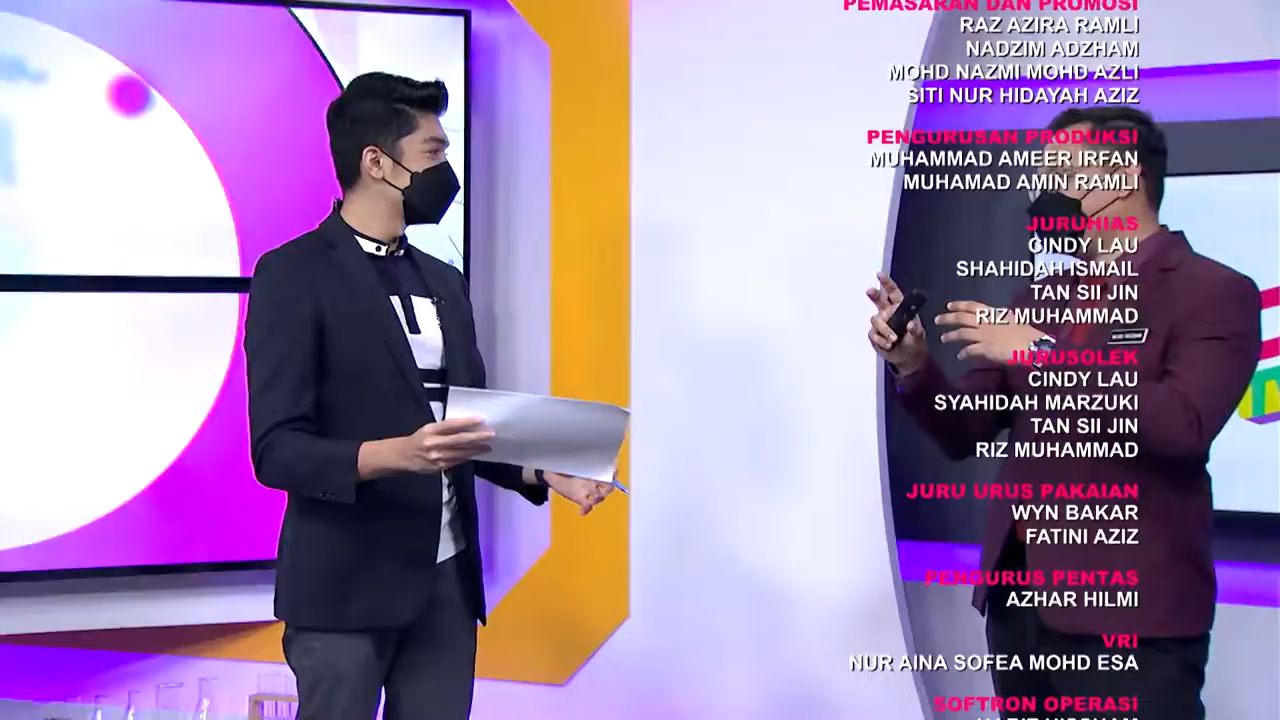 PEMASARAN DAN PROMOSI
RAZ AZIRA RAMLI
NADZIM ADZHAM
MOHD NAZMI MOHD AZLI
SITI NUR HIDAYAH AZIZ
PENGURUSAN PRODUKSI
MUHAMMAD AMEER IRFAN
MUHAMAD AMIN RAMLI
JURUHIAS
CINDY LAU
SHAHIDAH ISMAIL
TAN SII JIN
RIZ MUHAMMAD
JURUSOLEK
CINDY LAU
SYAHIDAH MARZUKI
TAN SII JIN
RIZ MUHAMMAD
JURU URUS PAKAIAN
WYN BAKAR
FATINI AZIZ
PENGURUS PENTAS
AZHAR HILMI
VRI
NUR AINA SOFEA MOHD ESA
SOFTRON OPERASI